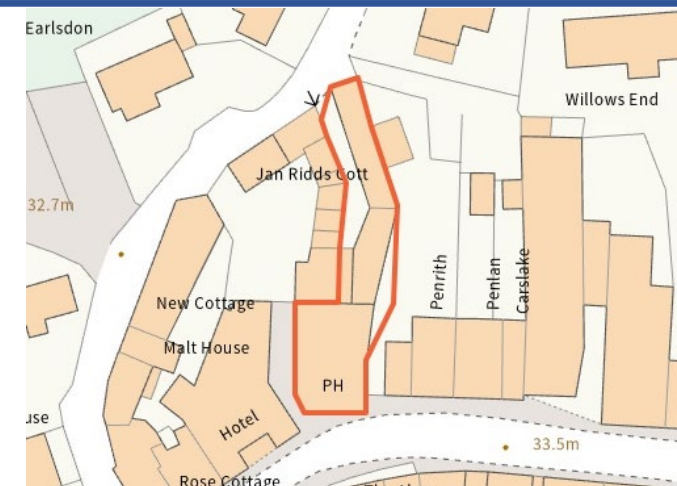 Earlsdon
Willows End
Jan Ridds Cott
32.7m
Penrith
Penlan
Carslake
New Cottage
Malt House
PH
use
Hotel
33.5m
Rose Cottage